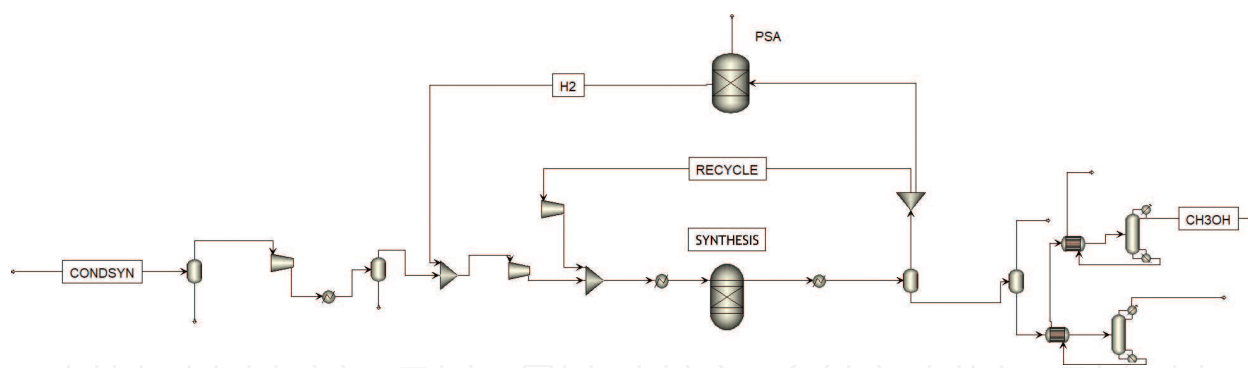 PSA
H2
RECYCLE
SYNTHESIS
CH3OH
CONDSYN